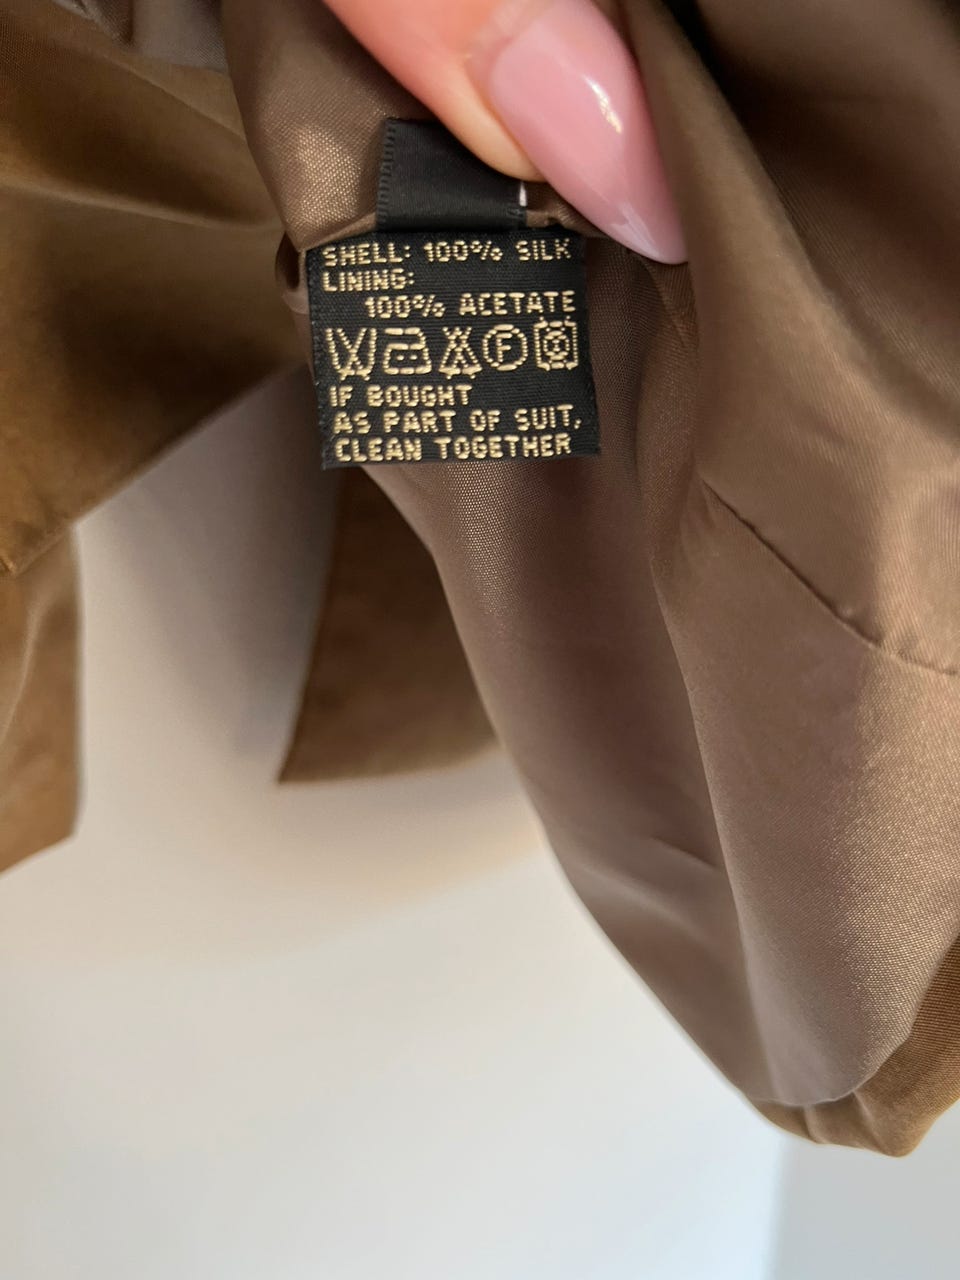 SHELL: 100% SILK
LINING:
100% ACETATE
F
IF BOUGHT
AS PART OF SUIT,
CLEAN TOGETHER